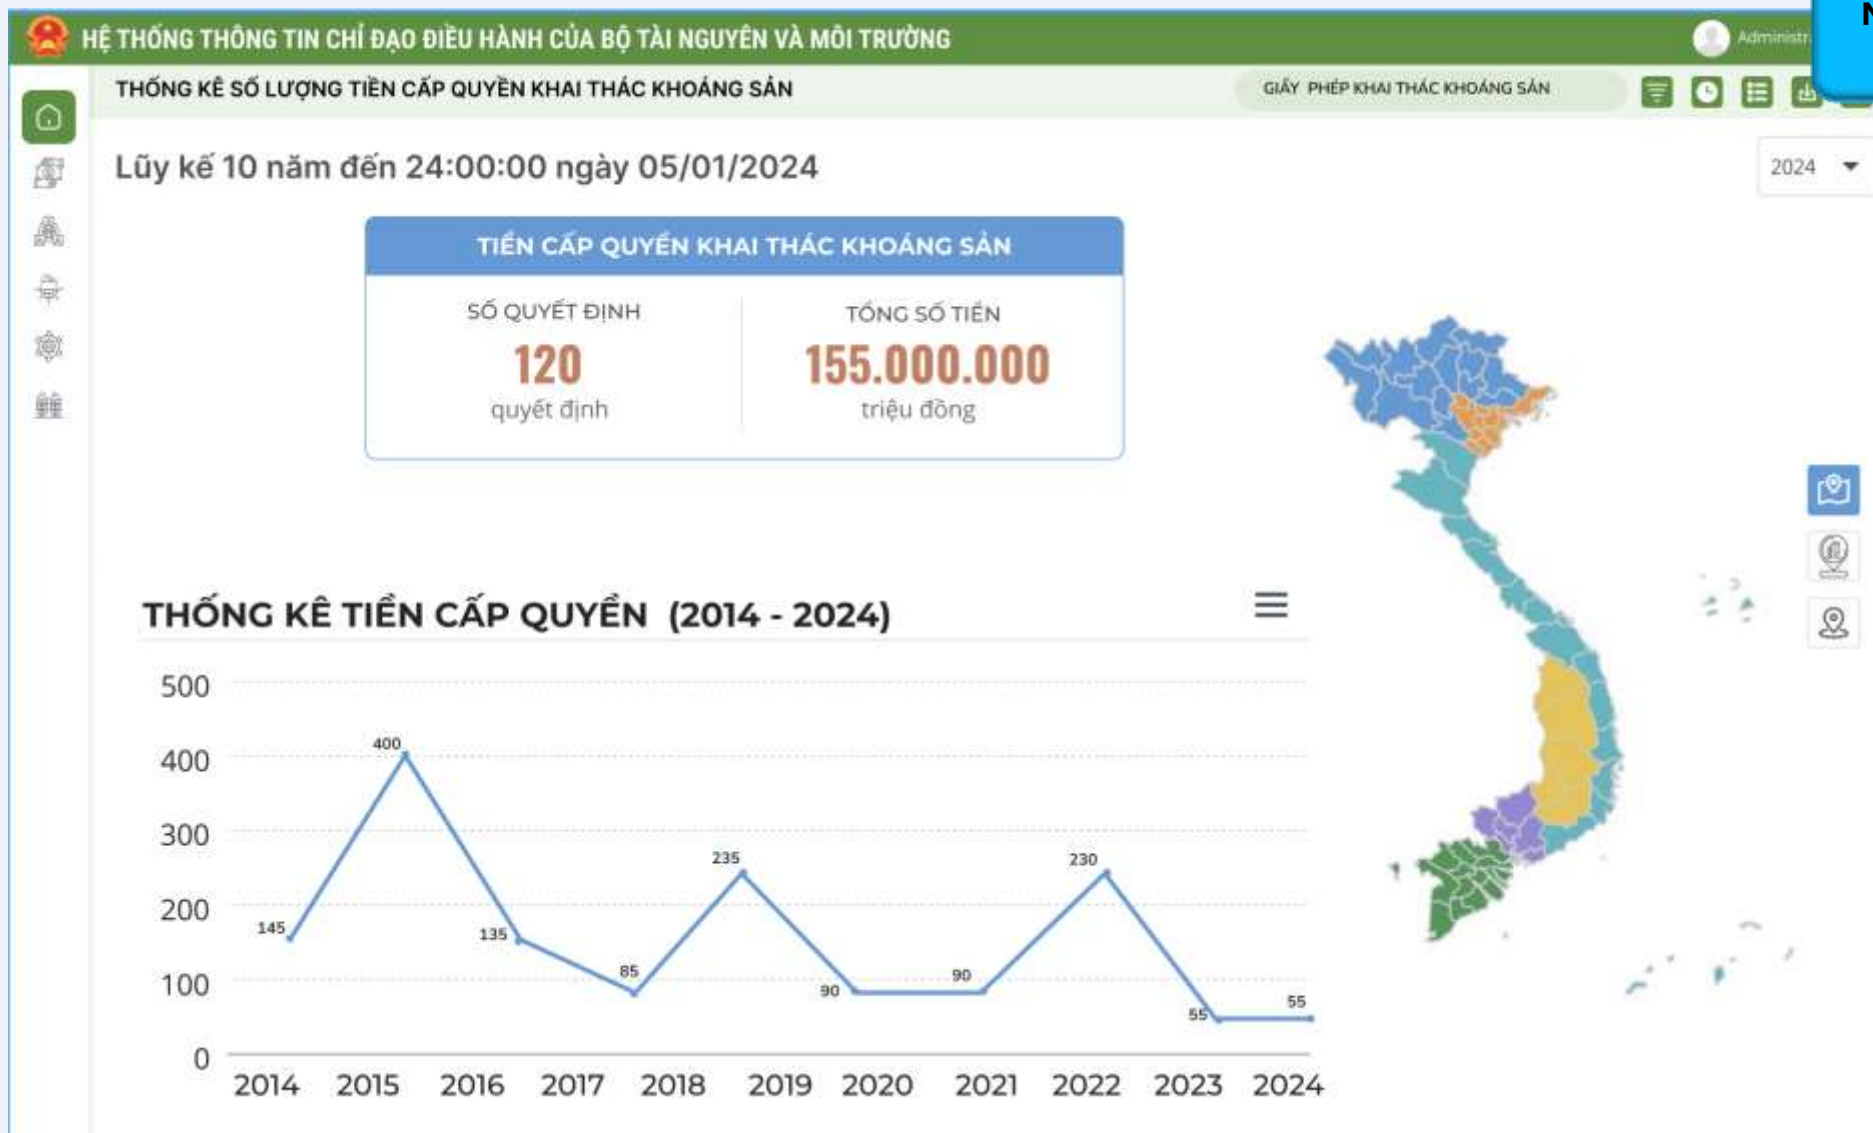 N
HỆ THỐNG THÔNG TIN CHỈ ĐẠO ĐIỀU HÀNH CỦA BỘ TÀI NGUYÊN VÀ MÔI TRƯỜNG
THỐNG KÊ SỐ LƯỢNG TIỀN CẤP QUYỀN KHAI THÁC KHOÁNG SẢN
GIẤY PHÉP KHAI THÁC KHOÁNG SẢN
Lũy kế 10 năm đến 24:00:00 ngày 05/01/2024
2024
TIỀN CẤP QUYỀN KHAI THÁC KHOÁNG SẢN
SỐ QUYẾT ĐỊNH
120
quyết định
TỔNG SỐ TIỀN
155.000.000
triệu đồng
THỐNG KÊ TIỀN CẤP QUYỀN (2014 - 2024)
500
400
300
200
100
0
145
400
135
85
235
90
90
230
55
55
2014 2015 2016 2017 2018 2019 2020 2021 2022 2023 2024